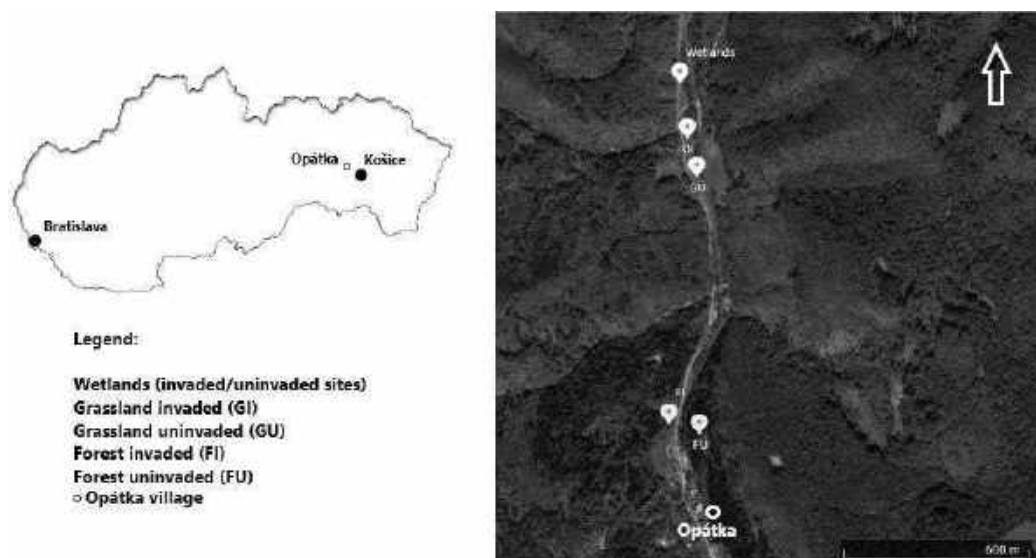 Opátka
Košice
Bratislava
Legend:
Wetlands (invaded/uninvaded sites)
Grassland invaded (GI)
Grassland uninvaded (GU)
Forest invaded (FI)
Forest uninvaded (FU)
Opátka village
Wetlands
GU
FI
FU
Opátka
600 m